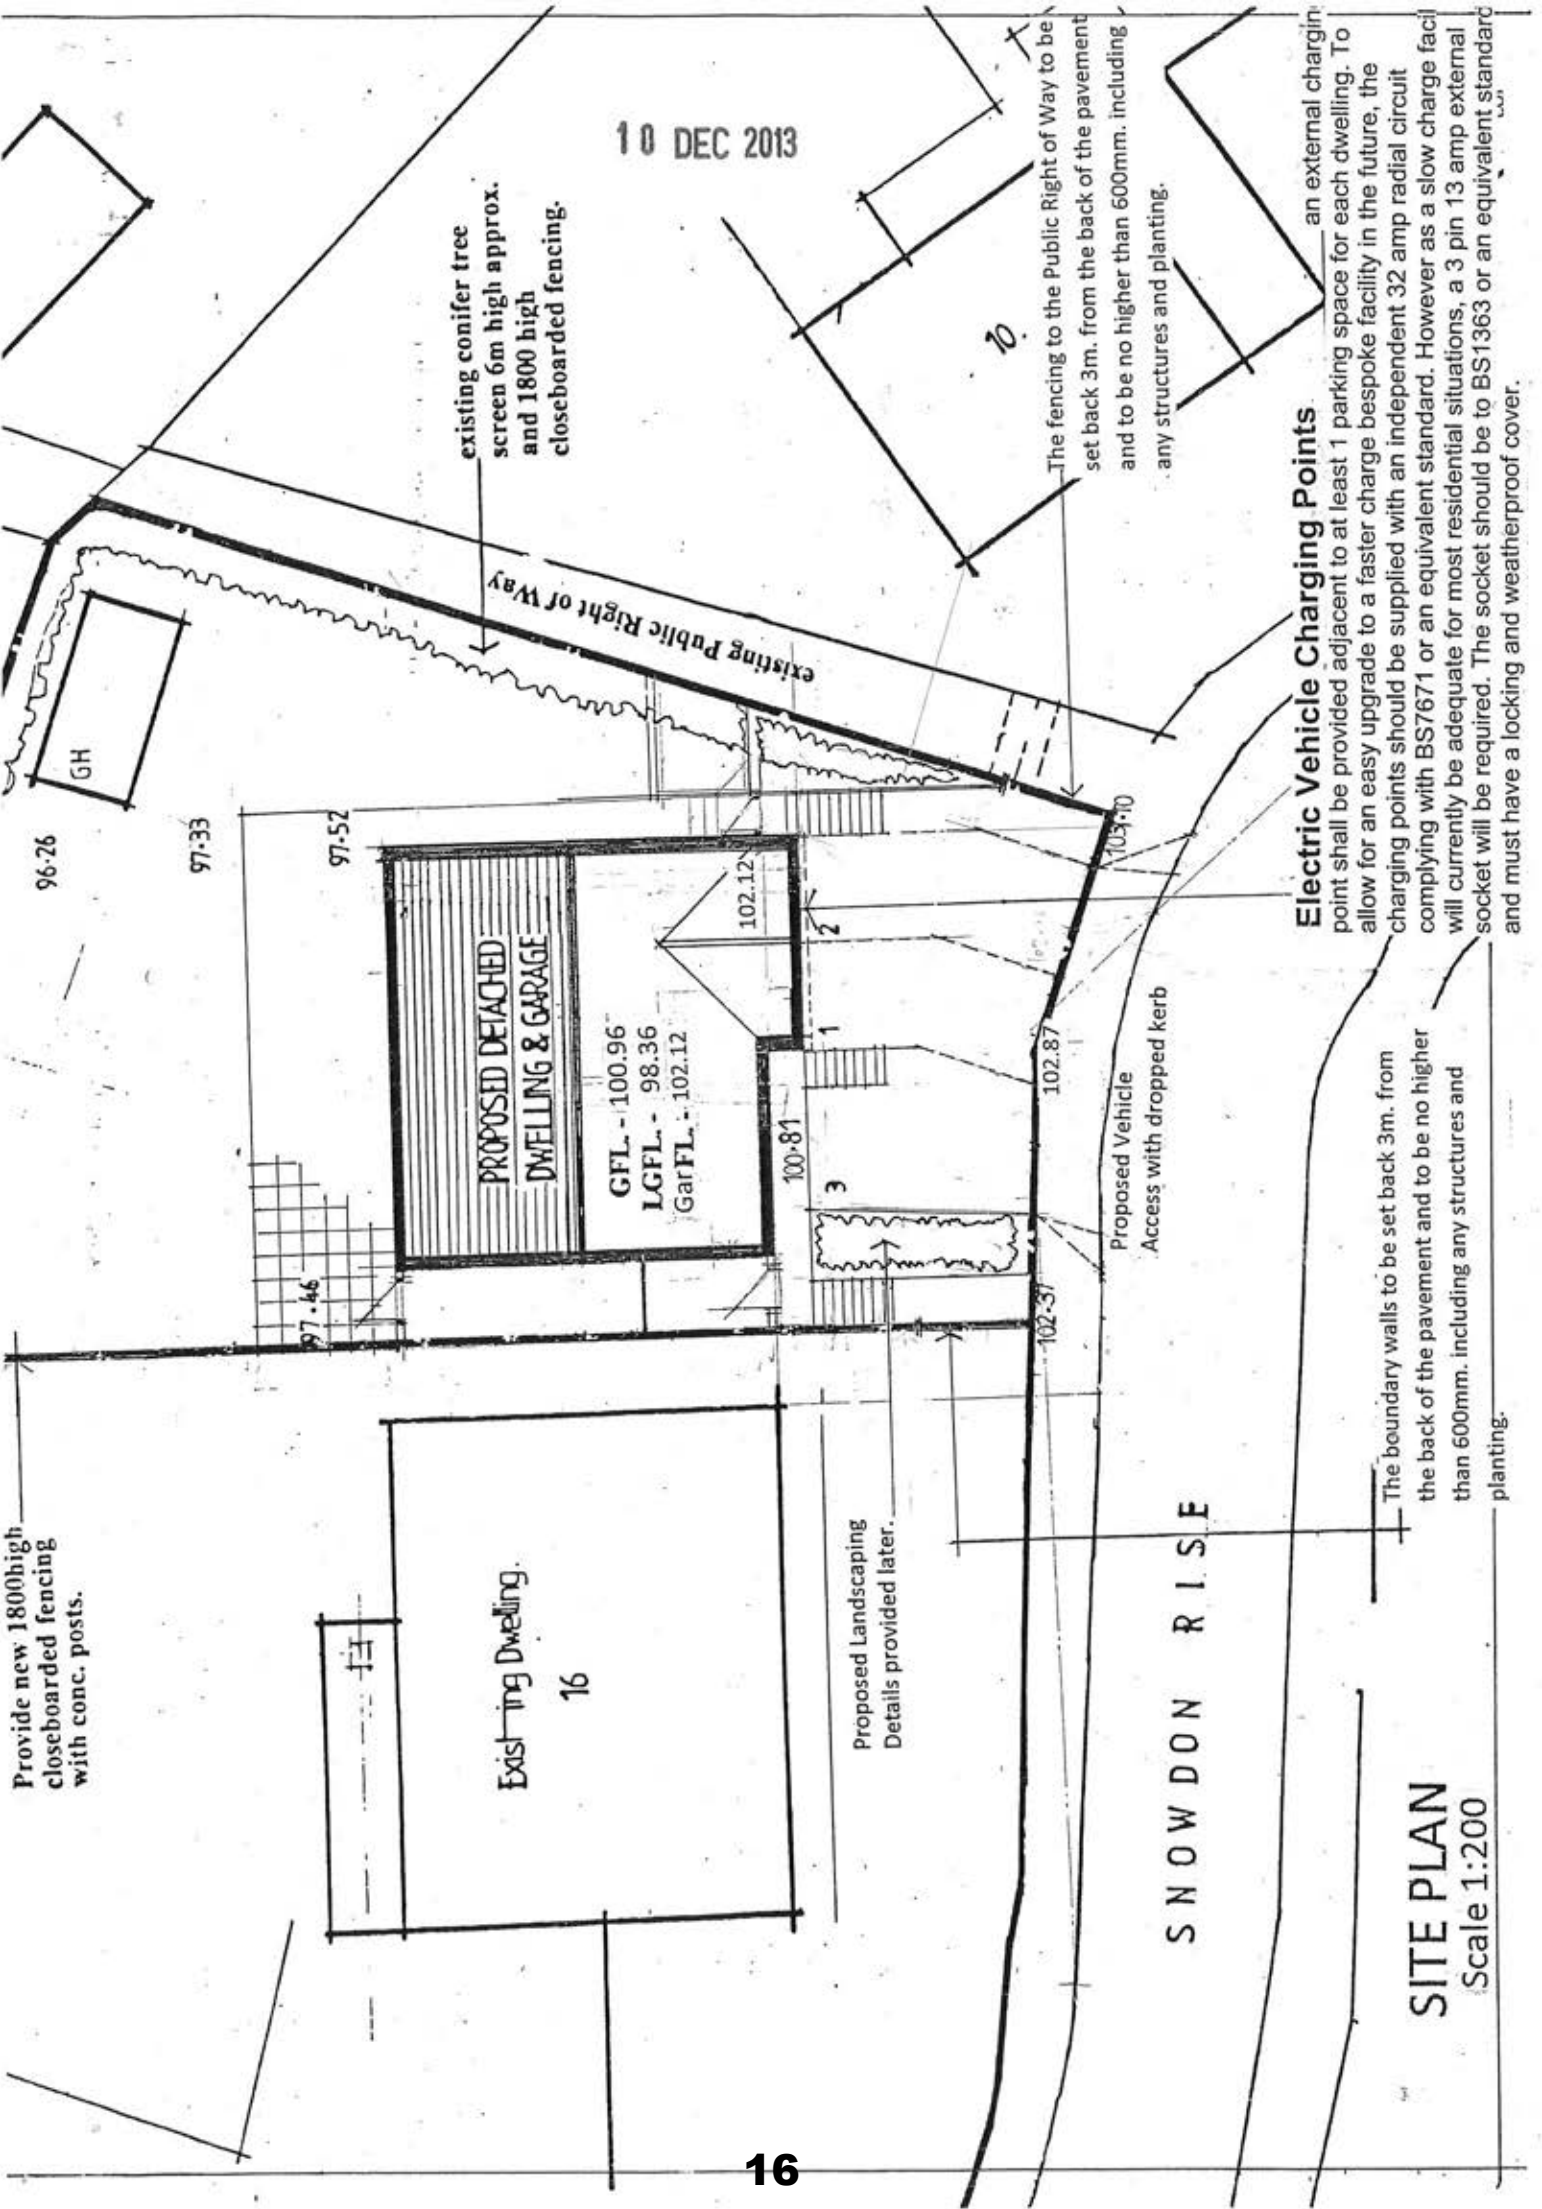 Provide new 1800high
closeboarded fencing
with conc. posts.
96·26
97·33
97·52
97·46
GH
existing conifer tree
screen 6m high approx.
and 1800 high
closeboarded fencing.
10 DEC 2013
existing Public Right of Way
PROPOSED DETACHED
DWELLING & GARAGE
GFL. - 100.96
LGFL. - 98.36
GarFL. - 102.12
102.12
100·81
1
2
3
Existing Dwelling.
16
10.
The fencing to the Public Right of Way to be
set back 3m. from the back of the pavement
and to be no higher than 600mm. including
any structures and planting.
Proposed Landscaping
Details provided later.
102·37
102.87
103·10
Proposed Vehicle
Access with dropped kerb
SNOWDON RISE
Electric Vehicle Charging Points an external chargin
point shall be provided adjacent to at least 1 parking space for each dwelling. To
allow for an easy upgrade to a faster charge bespoke facility in the future, the
charging points should be supplied with an independent 32 amp radial circuit
complying with BS7671 or an equivalent standard. However as a slow charge facil
will currently be adequate for most residential situations, a 3 pin 13 amp external
socket will be required. The socket should be to BS1363 or an equivalent standard
and must have a locking and weatherproof cover.
The boundary walls to be set back 3m. from
the back of the pavement and to be no higher
than 600mm. including any structures and
planting.
SITE PLAN
Scale 1:200
16